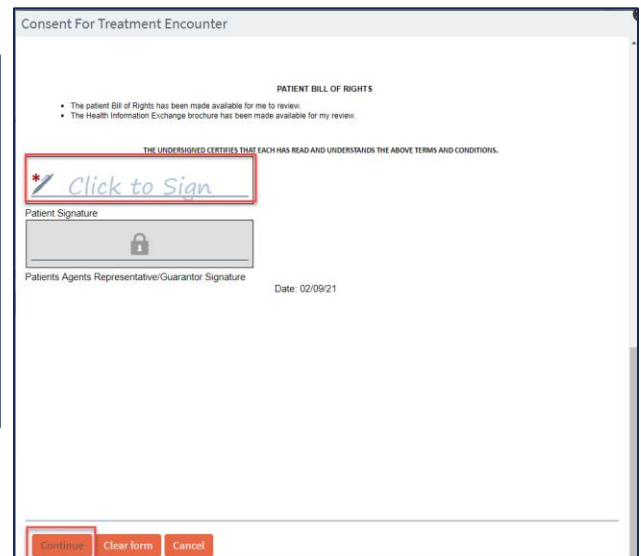 Consent For Treatment Encounter
PATIENT BILL OF RIGHTS
• The patient Bill of Rights has been made available for me to review.
• The Health Information Exchange brochure has been made available for my review.
THE UNDERSIGNED CERTIFIES THAT EACH HAS READ AND UNDERSTANDS THE ABOVE TERMS AND CONDITIONS.
* Click to Sign
Patient Signature
Patients Agents Representative/Guarantor Signature
Date: 02/09/21
Continue Clear form Cancel